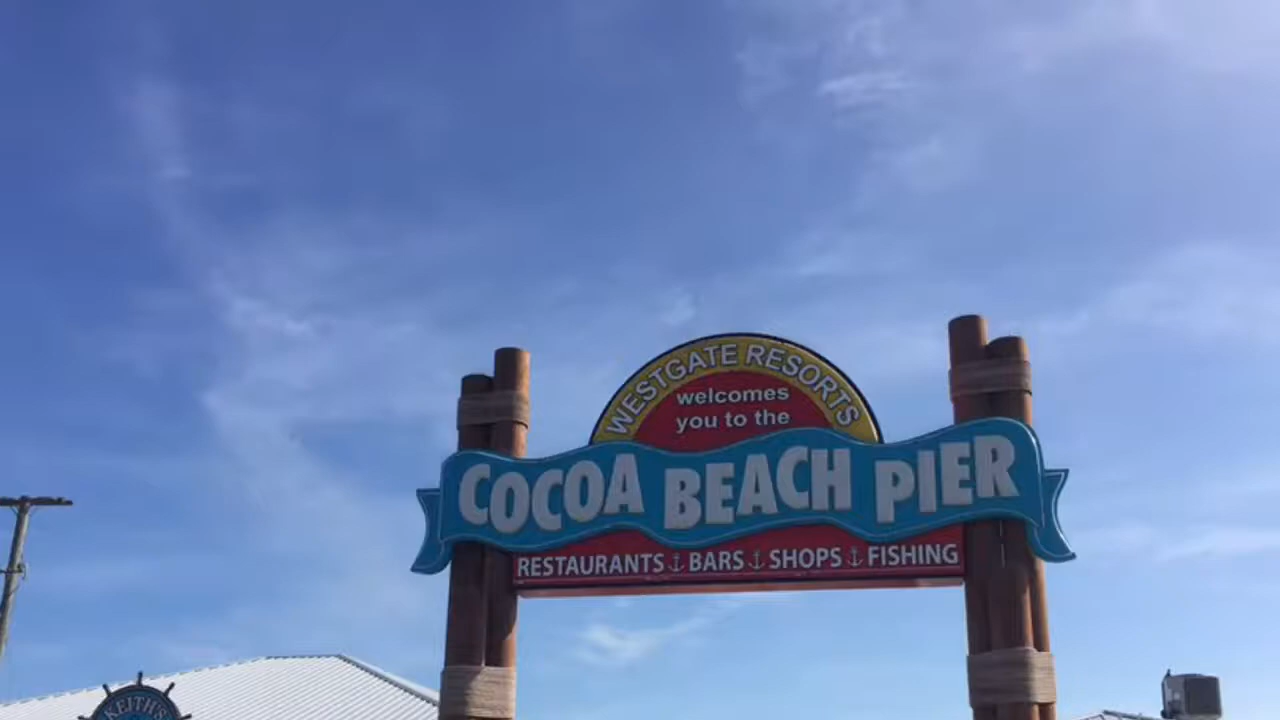 WESTGATE RESORTS
welcomes
you to the
COCOA BEACH PIER
RESTAURANTS BARS SHOPS FISHING
KEITH'S